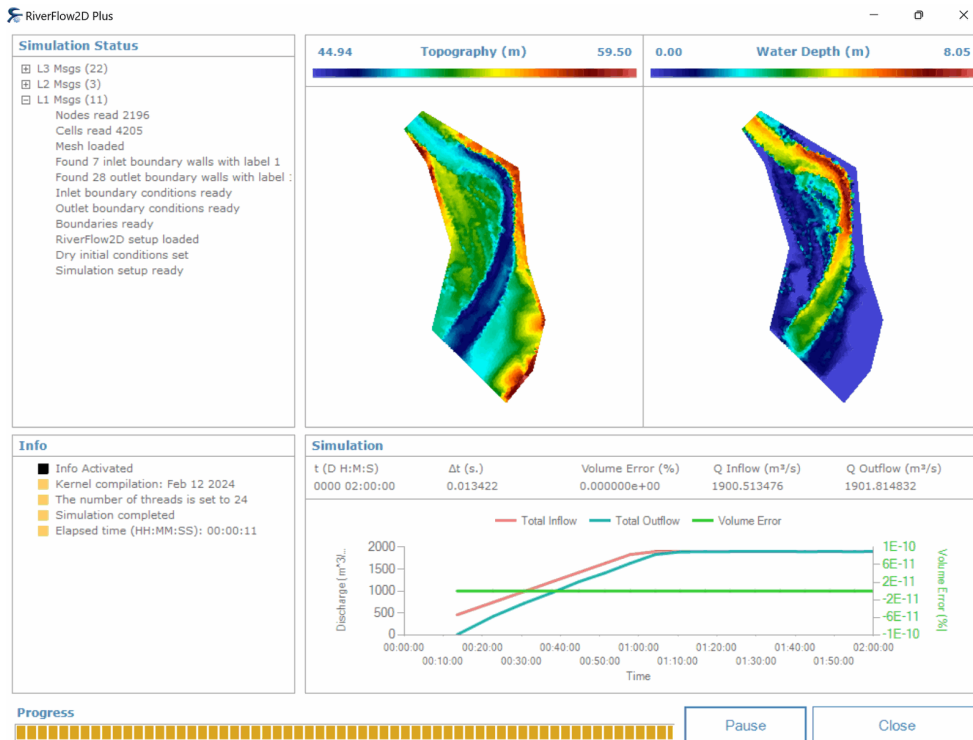 RiverFlow2D Plus
Simulation Status
L3 Msgs (22)
L2 Msgs (3)
L1 Msgs (11)
Nodes read 2196
Cells read 4205
Mesh loaded
Found 7 inlet boundary walls with label 1
Found 28 outlet boundary walls with label :
Inlet boundary conditions ready
Outlet boundary conditions ready
Boundaries ready
RiverFlow2D setup loaded
Dry initial conditions set
Simulation setup ready
44.94 Topography (m) 59.50
0.00 Water Depth (m) 8.05
Info
Info Activated
Kernel compilation: Feb 12 2024
The number of threads is set to 24
Simulation completed
Elapsed time (HH:MM:SS): 00:00:11
Simulation
t (D H:M:S) Δt (s.) Volume Error (%) Q Inflow (m³/s) Q Outflow (m³/s)
0000 02:00:00 0.013422 0.000000e+00 1900.513476 1901.814832
Total Inflow Total Outflow Volume Error
Discharge (m^3/...
2000
1500
1000
500
0
1E-10
6E-11
2E-11
-2E-11
-6E-11
-1E-10
Volume Error (%)
00:00:00 00:20:00 00:40:00 01:00:00 01:20:00 01:40:00 02:00:00
00:10:00 00:30:00 00:50:00 01:10:00 01:30:00 01:50:00
Time
Progress
Pause
Close